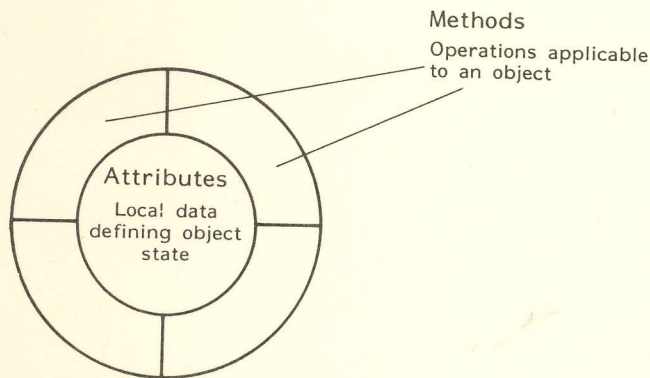 Methods
Operations applicable
to an object
Attributes
Local data
defining object
state